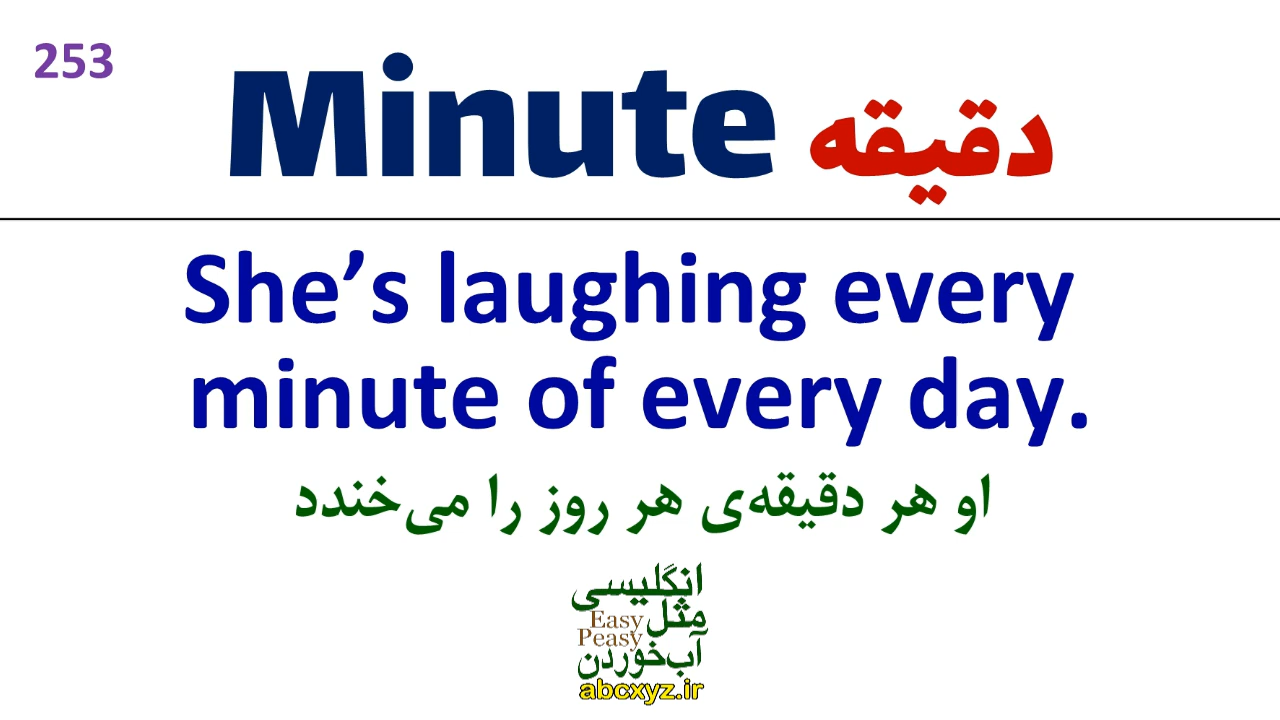 253
Minute دقیقه
She’s laughing every
minute of every day.
او هر دقیقه‌ی هر روز را می‌خندد
انگلیسی
مثل
Easy
Peasy
آب‌خوردن
abcxyz.ir